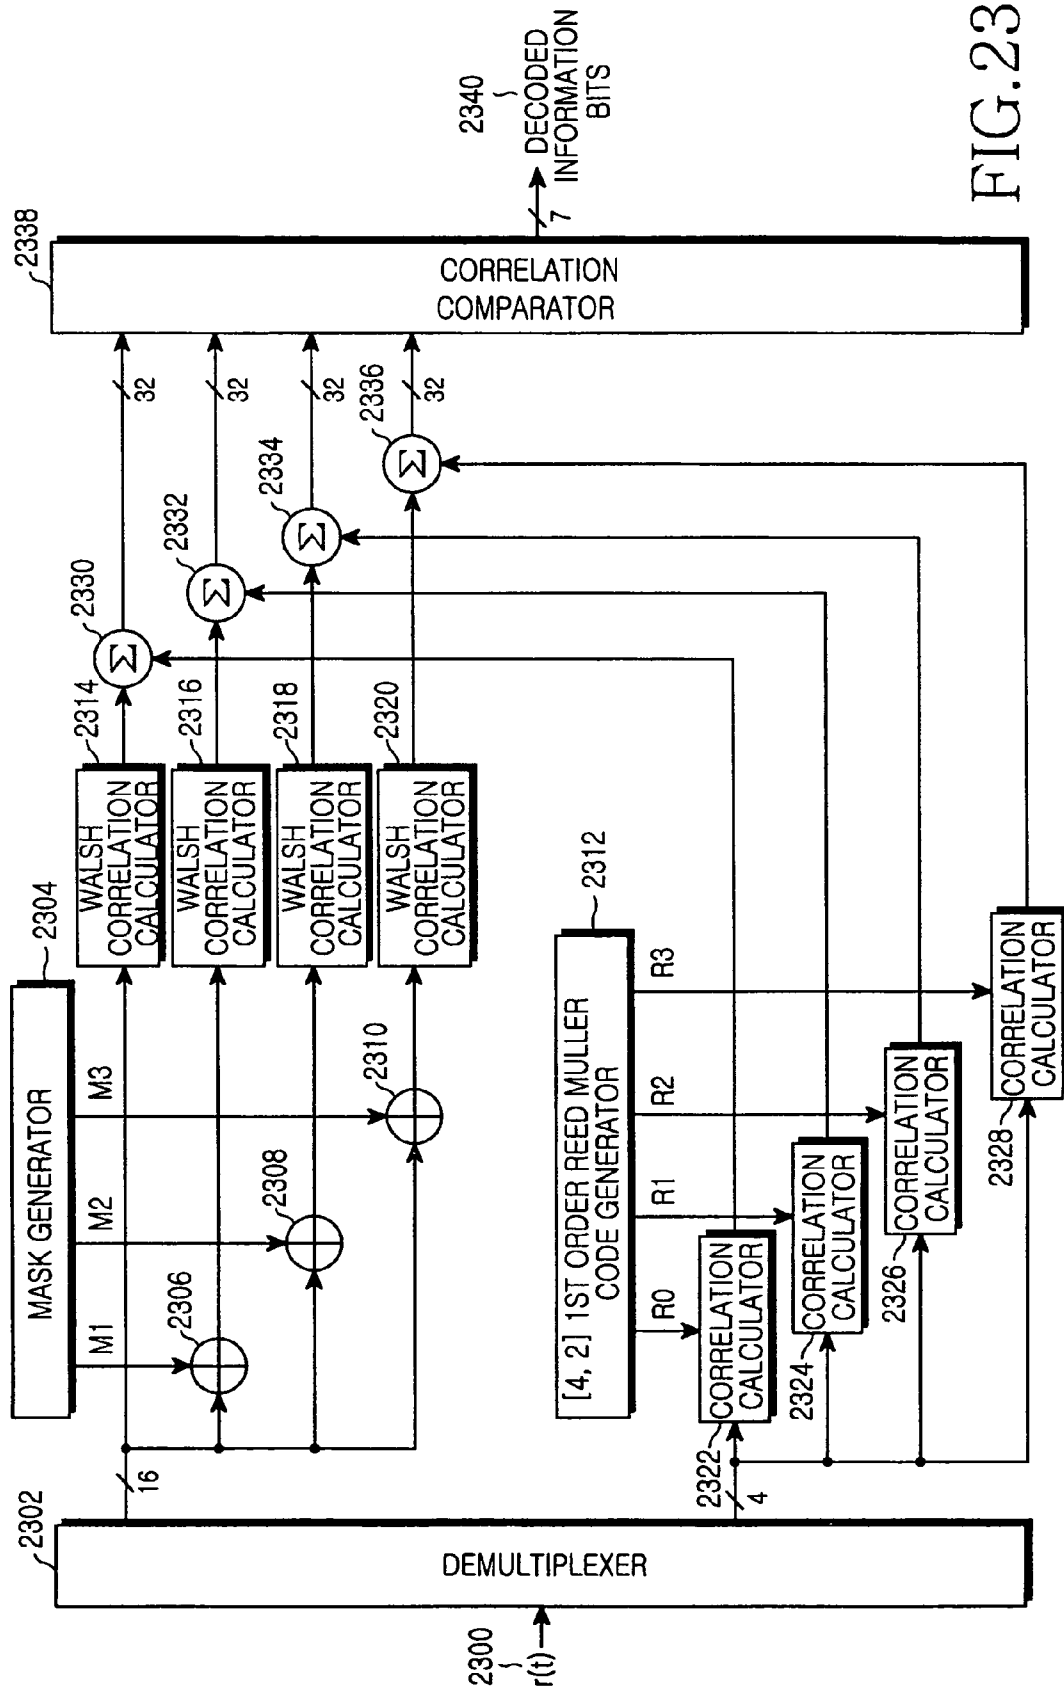 2300
r(t)
2302
DEMULTIPLEXER
16
4
MASK GENERATOR
2304
M1
M2
M3
2306
2308
2310
WALSH
CORRELATION
CALCULATOR
2314
WALSH
CORRELATION
CALCULATOR
2316
WALSH
CORRELATION
CALCULATOR
2318
WALSH
CORRELATION
CALCULATOR
2320
[4, 2] 1ST ORDER REED MULLER
CODE GENERATOR
2312
R0
R1
R2
R3
2322
CORRELATION
CALCULATOR
2324
CORRELATION
CALCULATOR
2326
CORRELATION
CALCULATOR
2328
CORRELATION
CALCULATOR
Σ
2330
Σ
2332
Σ
2334
Σ
2336
32
32
32
32
2338
CORRELATION
COMPARATOR
7
2340
DECODED
INFORMATION
BITS
FIG.23